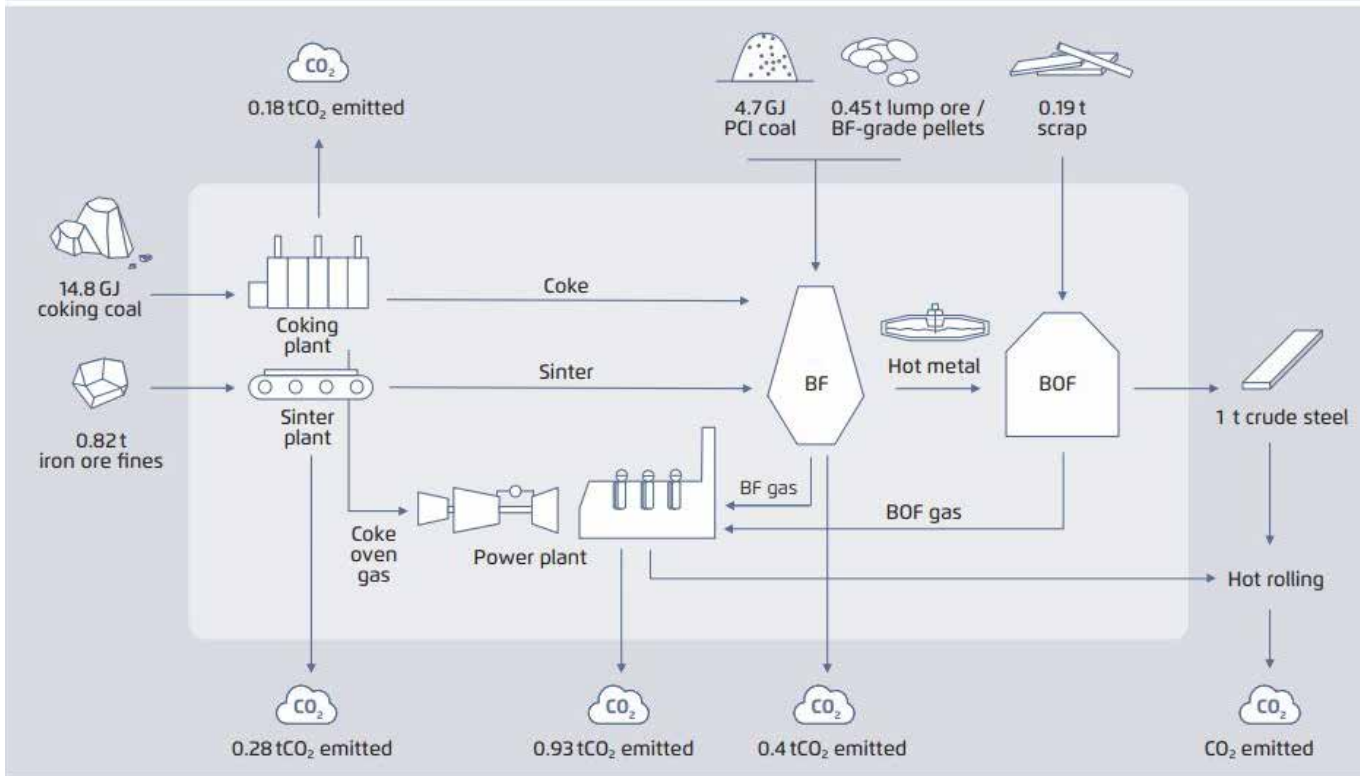 CO₂
0.18 tCO₂ emitted
4.7 GJ
PCI coal
0.45 t lump ore /
BF-grade pellets
0.19 t
scrap
14.8 GJ
coking coal
Coking
plant
Coke
0.82 t
iron ore fines
Sinter
plant
Sinter
BF
Hot metal
BOF
1 t crude steel
Coke
oven
gas
Power plant
BF gas
BOF gas
Hot rolling
CO₂
0.28 tCO₂ emitted
CO₂
0.93 tCO₂ emitted
CO₂
0.4 tCO₂ emitted
CO₂
CO₂ emitted